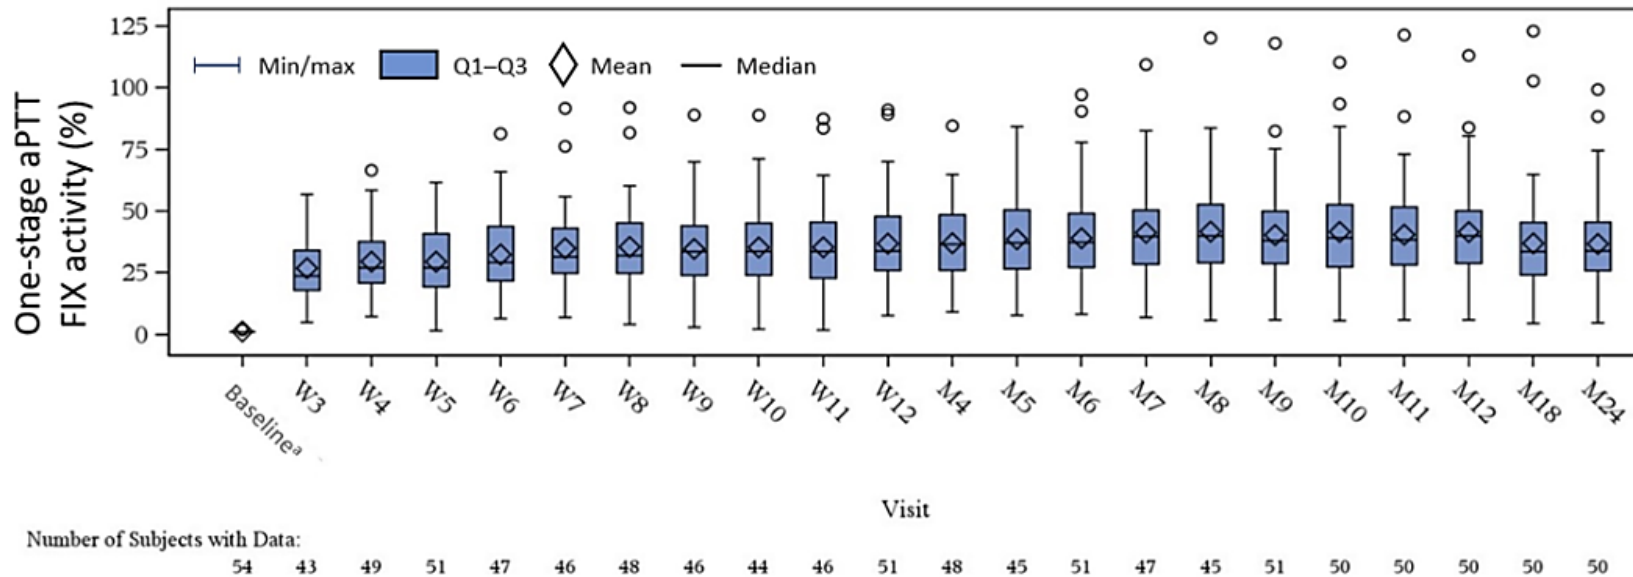 One-stage aPTT
FIX activity (%)
125
100
75
50
25
0
Min/max Q1–Q3 Mean Median
Baselineᵃ W3 W4 W5 W6 W7 W8 W9 W10 W11 W12 M4 M5 M6 M7 M8 M9 M10 M11 M12 M18 M24
Visit
Number of Subjects with Data:
54 43 49 51 47 46 48 46 44 46 51 48 45 51 47 45 51 50 50 50 50 50